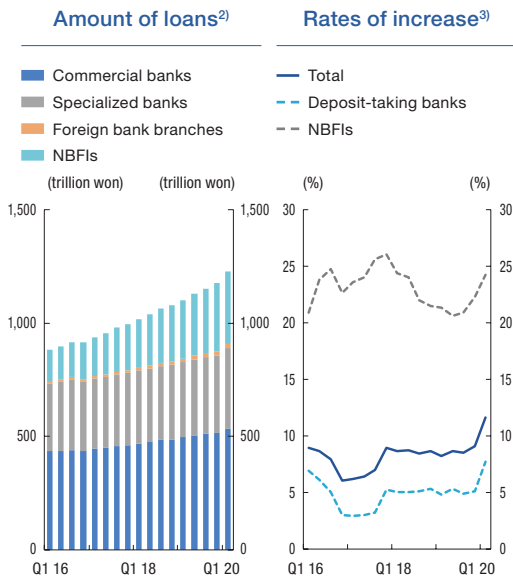 Amount of loans2)
Commercial banks
Specialized banks
Foreign bank branches
NBFIs
(trillion won) (trillion won)
1,500 1,500
1,000 1,000
500 500
0 0
Q1 16 Q1 18 Q1 20
Rates of increase3)
Total
Deposit-taking banks
NBFIs
(%) (%)
30 30
25 25
20 20
15 15
10 10
5 5
0 0
Q1 16 Q1 18 Q1 20